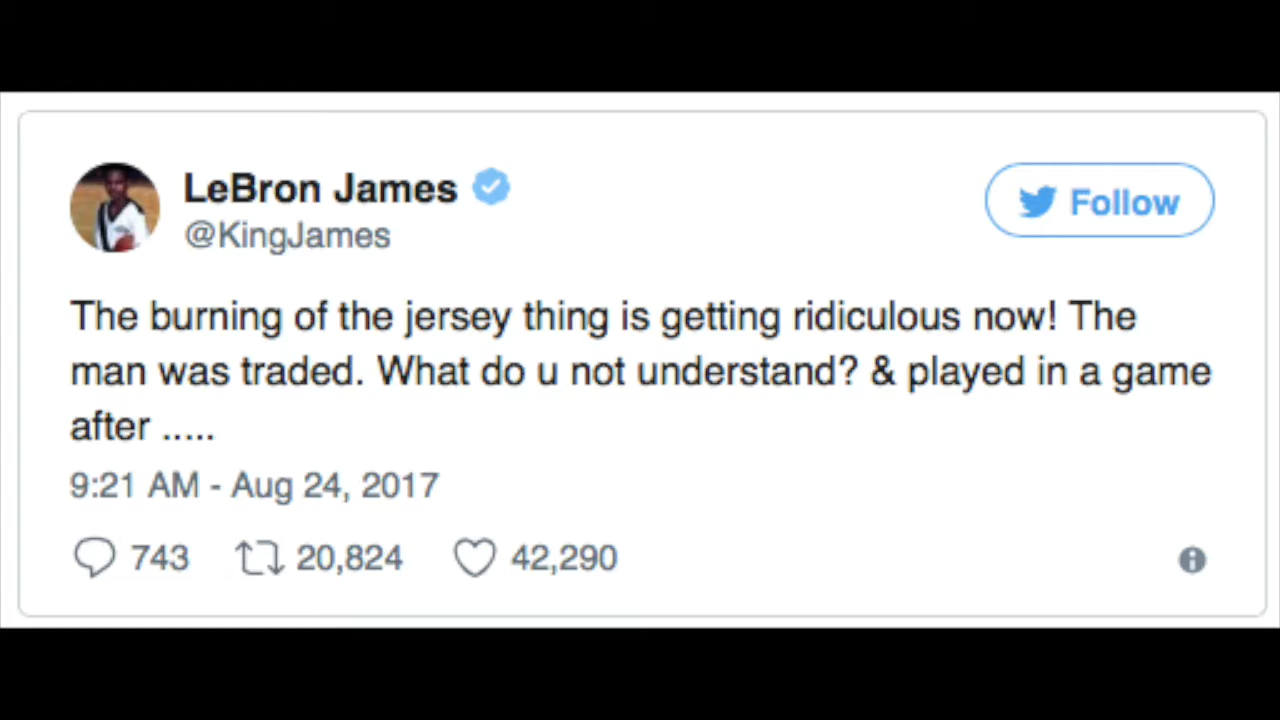 LeBron James
@KingJames
Follow
The burning of the jersey thing is getting ridiculous now! The
man was traded. What do u not understand? & played in a game
after .....
9:21 AM - Aug 24, 2017
743 20,824 42,290